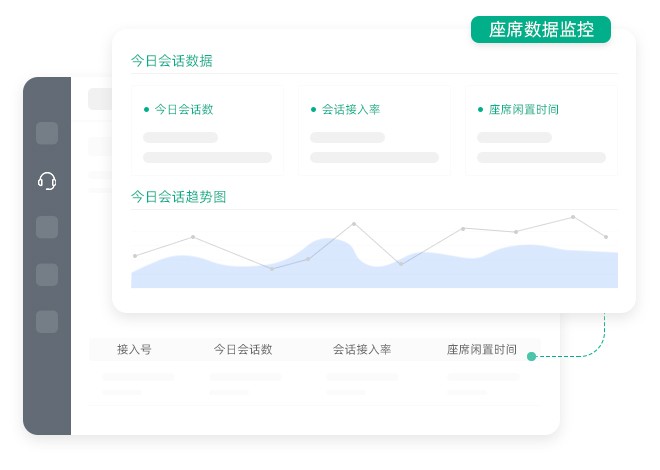 座席数据监控
今日会话数据
今日会话数
会话接入率
座席闲置时间
今日会话趋势图
接入号
今日会话数
会话接入率
座席闲置时间